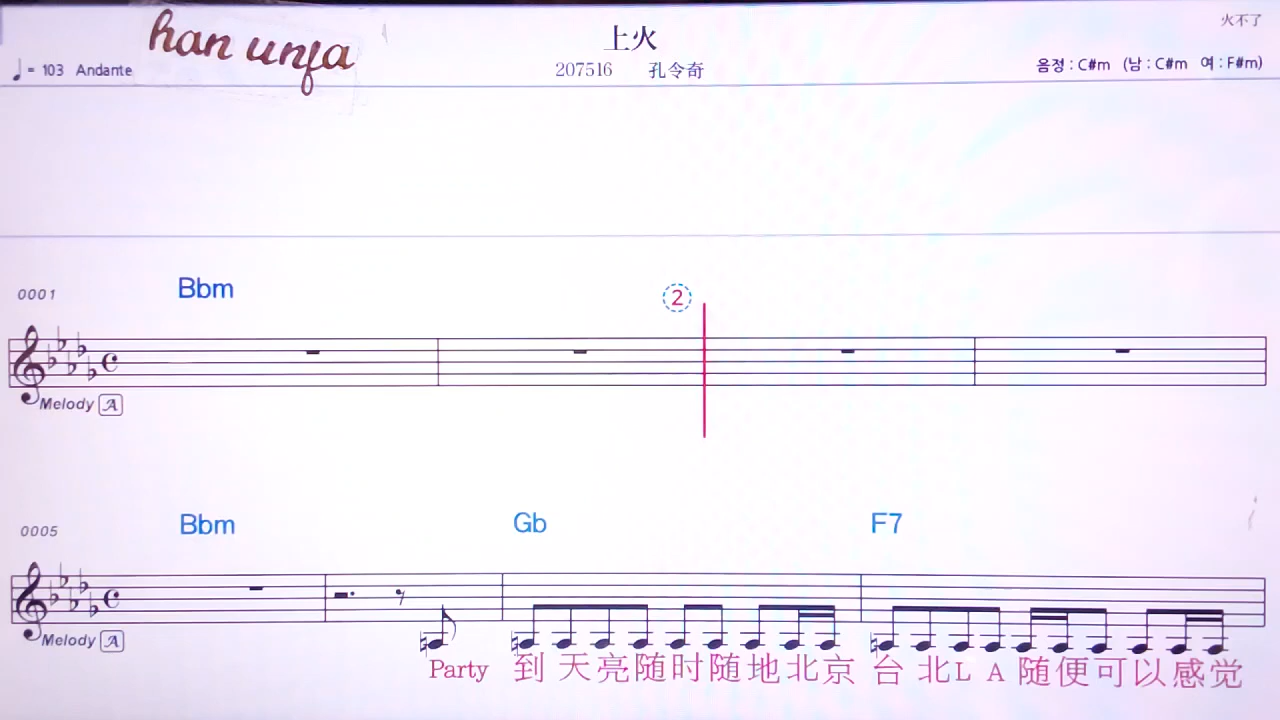 han unfa
上火
火不了
♩= 103 Andante
207516 孔令奇
음정 : C#m (남 : C#m 여 : F#m)
0001 Bbm 2
Melody A
0005 Bbm Gb F7
Melody A
Party 到天亮随时随地北京台北LA随便可以感觉